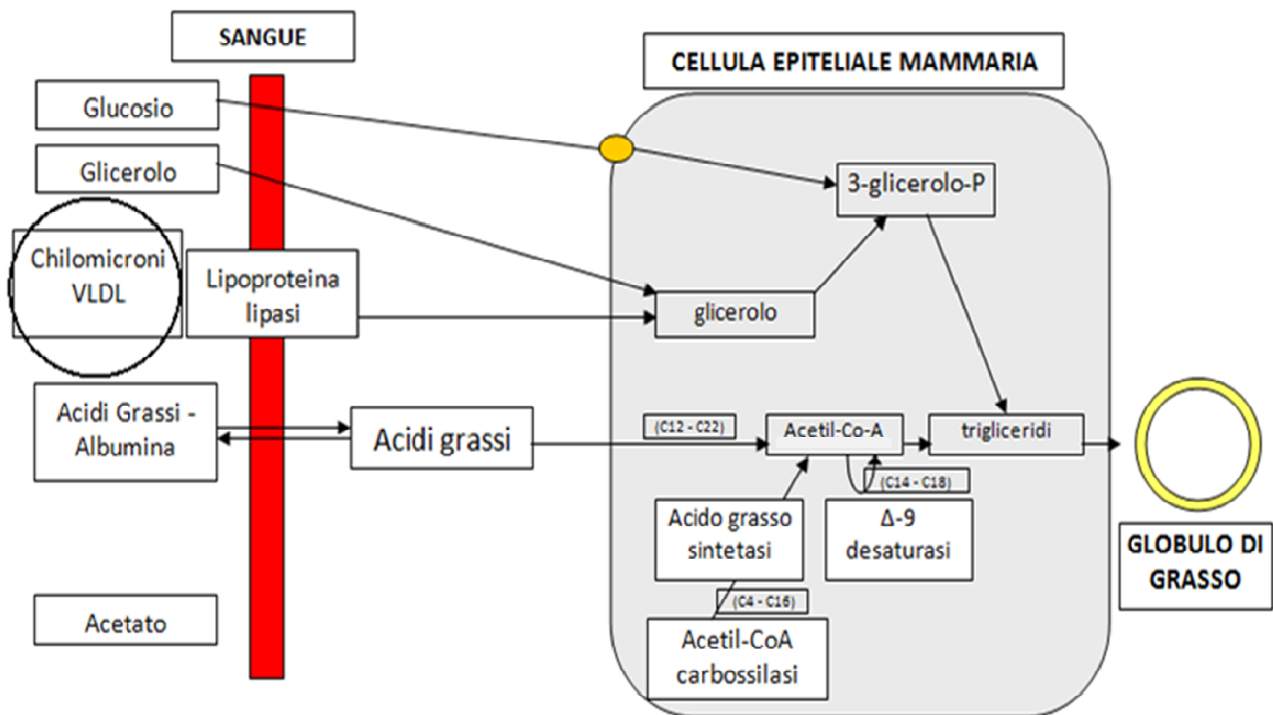 SANGUE
CELLULA EPITELIALE MAMMARIA
Glucosio
Glicerolo
3-glicerolo-P
Chilomicroni
VLDL
Lipoproteina
lipasi
glicerolo
Acidi Grassi -
Albumina
Acidi grassi
(C12 - C22)
Acetil-Co-A
trigliceridi
(C14 - C18)
Acido grasso
sintetasi
Δ-9
desaturasi
GLOBULO DI
GRASSO
(C4 - C16)
Acetato
Acetil-CoA
carbossilasi